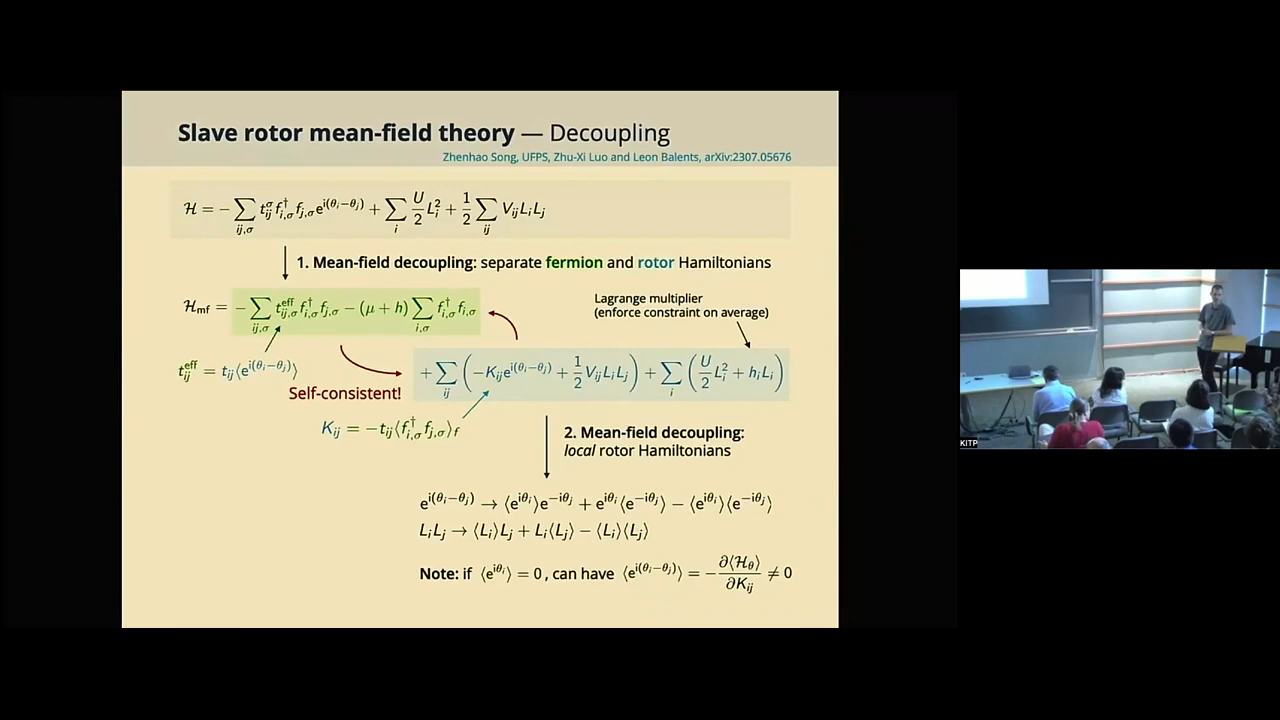 Slave rotor mean-field theory — Decoupling
Zhenhao Song, UFPS, Zhu-Xi Luo and Leon Balents, arXiv:2307.05676
ℋ = − ∑_{ij,σ} t^σ_{ij} f†_{i,σ} f_{j,σ} e^{i(θ_i−θ_j)} + ∑_i U/2 L_i² + 1/2 ∑_{ij} V_{ij} L_i L_j
1. Mean-field decoupling: separate fermion and rotor Hamiltonians
ℋ_mf = − ∑_{ij,σ} t^eff_{ij,σ} f†_{i,σ} f_{j,σ} − (μ + h) ∑_{i,σ} f†_{i,σ} f_{i,σ}
Lagrange multiplier
(enforce constraint on average)
t^eff_{ij} = t_{ij}⟨e^{i(θ_i−θ_j)}⟩
Self-consistent!
+ ∑_{ij} (−K_{ij} e^{i(θ_i−θ_j)} + 1/2 V_{ij} L_i L_j) + ∑_i (U/2 L_i² + h_i L_i)
K_{ij} = −t_{ij}⟨f†_{i,σ} f_{j,σ}⟩_f
2. Mean-field decoupling:
local rotor Hamiltonians
e^{i(θ_i−θ_j)} → ⟨e^{iθ_i}⟩e^{−iθ_j} + e^{iθ_i}⟨e^{−iθ_j}⟩ − ⟨e^{iθ_i}⟩⟨e^{−iθ_j}⟩
L_i L_j → ⟨L_i⟩L_j + L_i⟨L_j⟩ − ⟨L_i⟩⟨L_j⟩
Note: if ⟨e^{iθ_i}⟩ = 0, can have ⟨e^{i(θ_i−θ_j)}⟩ = − ∂⟨ℋ_θ⟩/∂K_{ij} ≠ 0
KITP